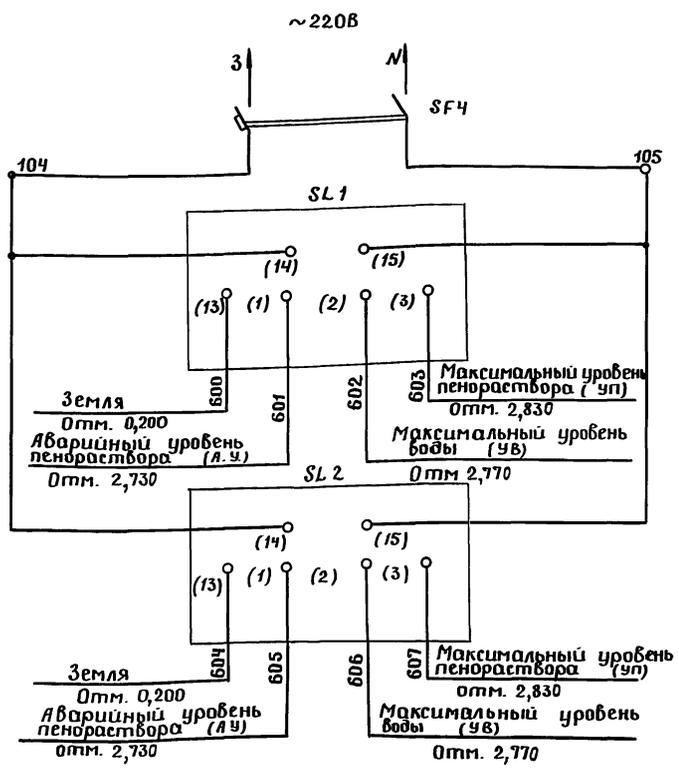 ~220В
З
N
SF4
104
105
SL1
(14)
(15)
(13)
(1)
(2)
(3)
600
601
602
603
Земля
Отм. 0,200
Аварийный уровень
пенораствора (А.У.)
Отм. 2,730
Максимальный уровень
пенораствора (УП)
Отм. 2,830
Максимальный уровень
воды (УВ)
Отм 2,770
SL2
(14)
(15)
(13)
(1)
(2)
(3)
604
605
606
607
Земля
Отм. 0,200
Аварийный уровень
пенораствора (АУ)
отм. 2,730
Максимальный уровень
пенораствора (УП)
отм. 2,830
Максимальный уровень
воды (УВ)
Отм. 2,770